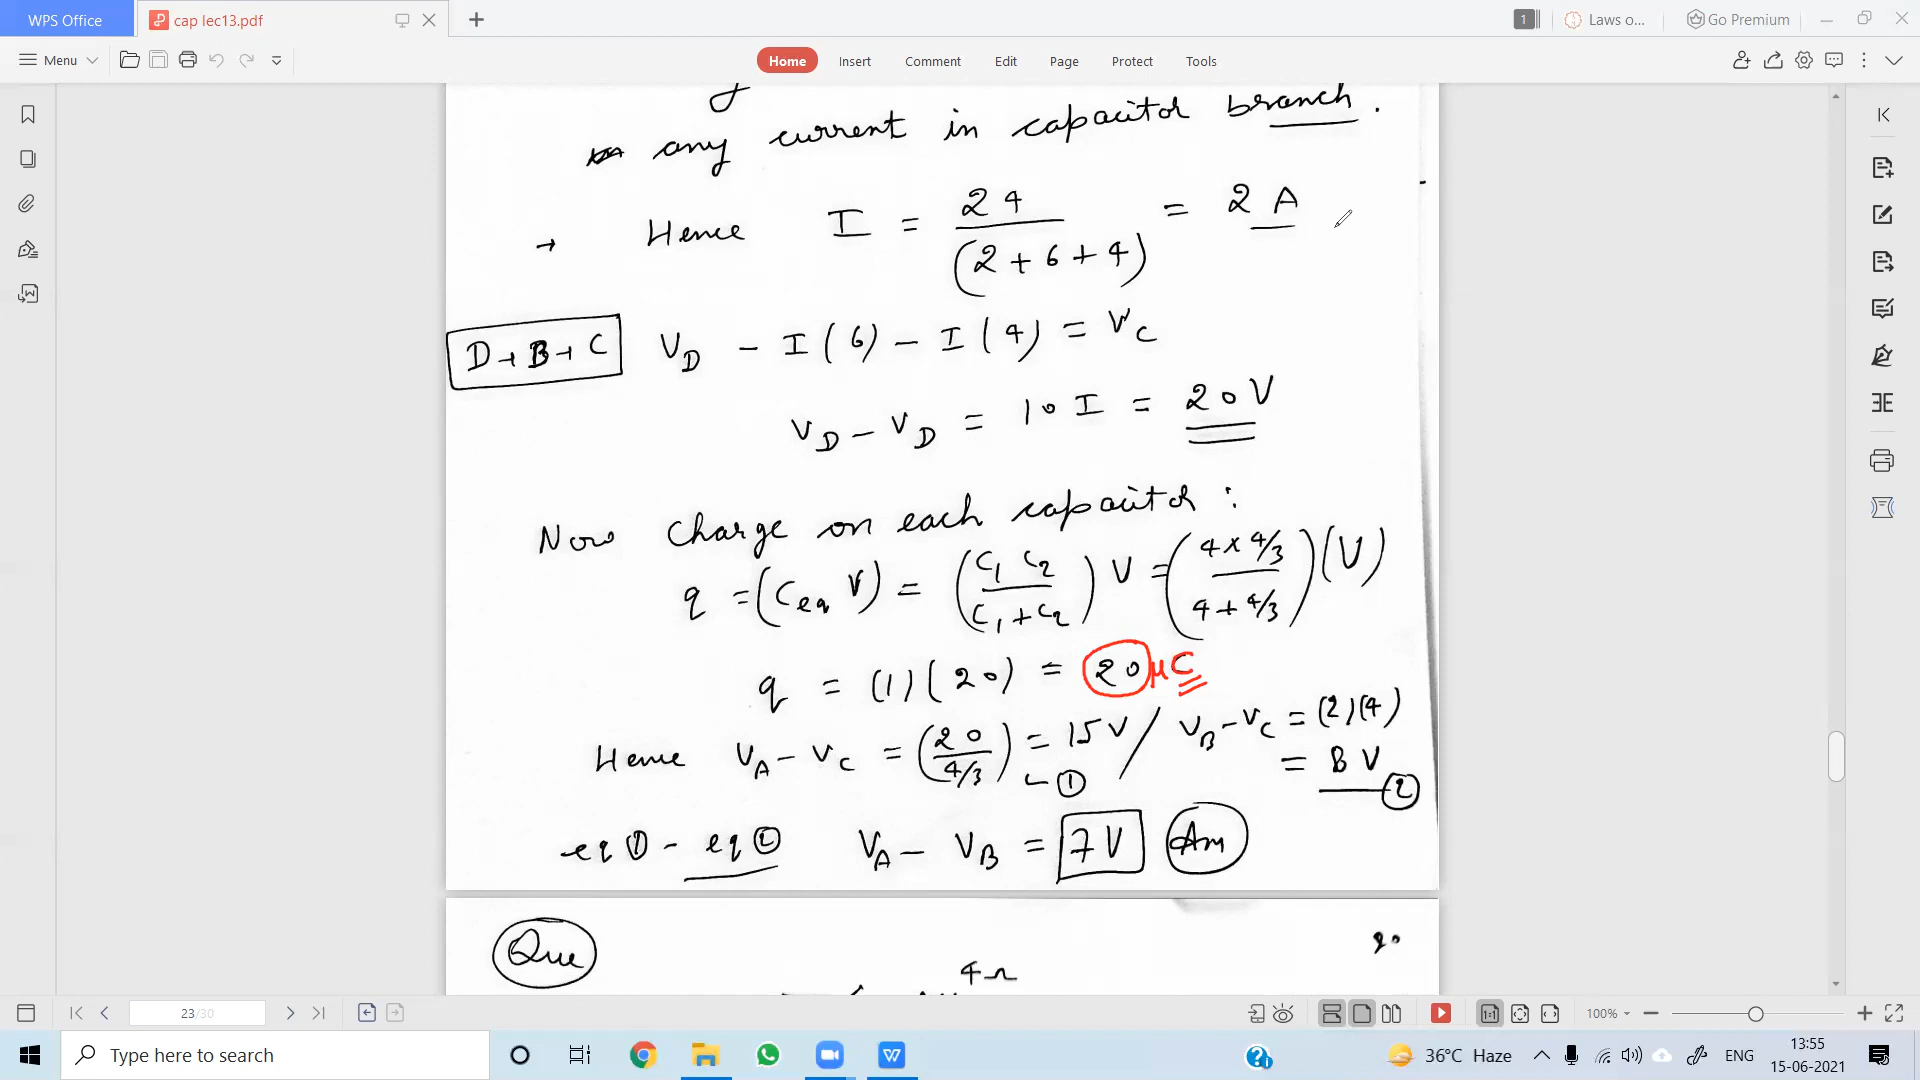 WPS Office
cap lec13.pdf
1
Laws o...
Go Premium
Menu
Home Insert Comment Edit Page Protect Tools
any current in capacitor branch.
→ Hence I = 24/(2+6+4) = 2 A
D→B→C V_D - I(6) - I(4) = V_C
V_D - V_D = 10 I = 20V
Now charge on each capacitor :
q = (C_eq V) = (C_1 C_2/C_1+C_2) V = (4×4/3/4+4/3)(V)
q = (1)(20) = 20 μC
Hence V_A - V_C = (20/4/3) = 15V / V_B - V_C = (2)(4)
① = 8 V ②
eq ① - eq ② V_A - V_B = 7V Ans
Que
4Ω
23/30
100%
Type here to search
36°C Haze
ENG
13:55
15-06-2021